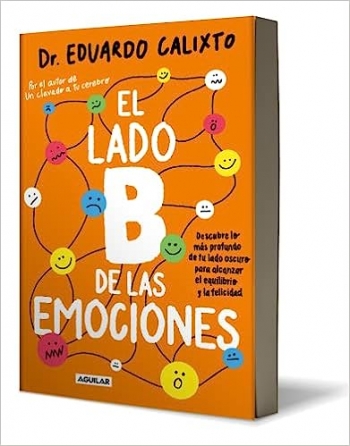 Dr. EDUARDO CALIXTO
Por el autor de
Un clavado a tu cerebro
EL
LADO
B
DE LAS
EMOCIONES
Descubre lo
más profundo
de tu lado oscuro
para alcanzar
el equilibrio
y la felicidad
AGUILAR